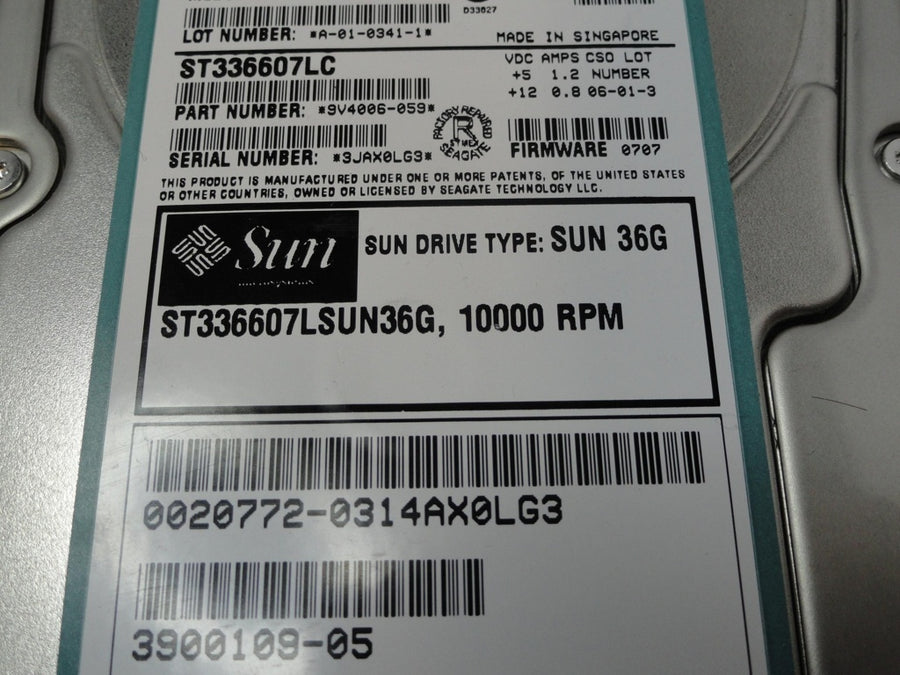 D33027
LOT NUMBER: *A-01-0341-1*
MADE IN SINGAPORE
ST336607LC
VDC AMPS CSO LOT
+5 1.2 NUMBER
+12 0.8 06-01-3
PART NUMBER: *9V4006-059*
FACTORY REPAIRED
R
SEAGATE
SERIAL NUMBER: *3JAX0LG3*
FIRMWARE 0707
THIS PRODUCT IS MANUFACTURED UNDER ONE OR MORE PATENTS, OF THE UNITED STATES
OR OTHER COUNTRIES, OWNED OR LICENSED BY SEAGATE TECHNOLOGY LLC.
Sun
microsystems
SUN DRIVE TYPE: SUN 36G
ST336607LSUN36G, 10000 RPM
0020772-0314AX0LG3
3900109-05